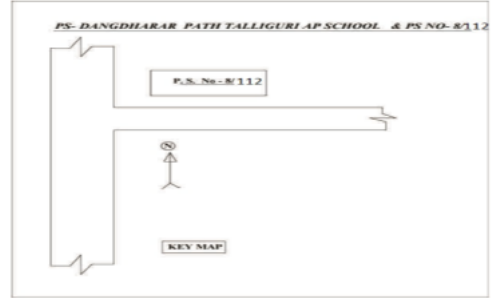 PS- DANGDHARAR PATH TALLIGURI AP SCHOOL & PS NO- 8/112
P.S. No - 8/112
N
KEY MAP